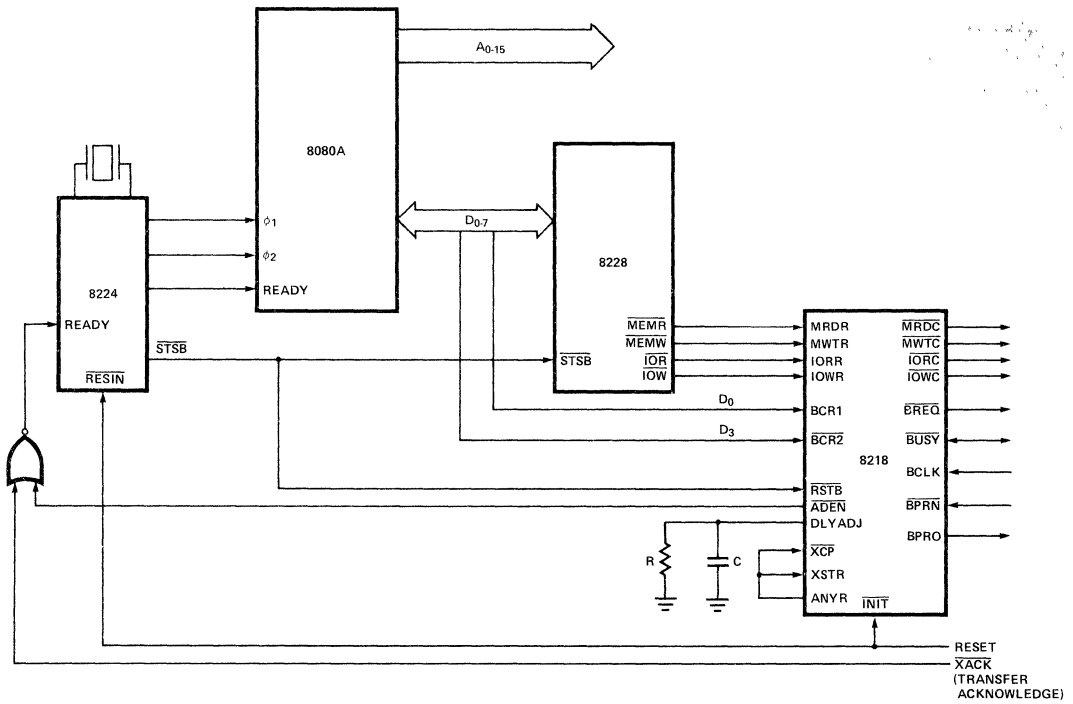 A0-15
8080A
8228
8224
ϕ1
ϕ2
READY
READY
D0-7
STSB
RESIN
STSB
MEMR
MEMW
IOR
IOW
D0
D3
8218
MRDR
MWTR
IORR
IOWR
BCR1
BCR2
RSTB
ADEN
DLYADJ
XCP
XSTR
ANYR
INIT
MRDC
MWTC
IORC
IOWC
BREQ
BUSY
BCLK
BPRN
BPRO
R
C
RESET
XACK
(TRANSFER
ACKNOWLEDGE)